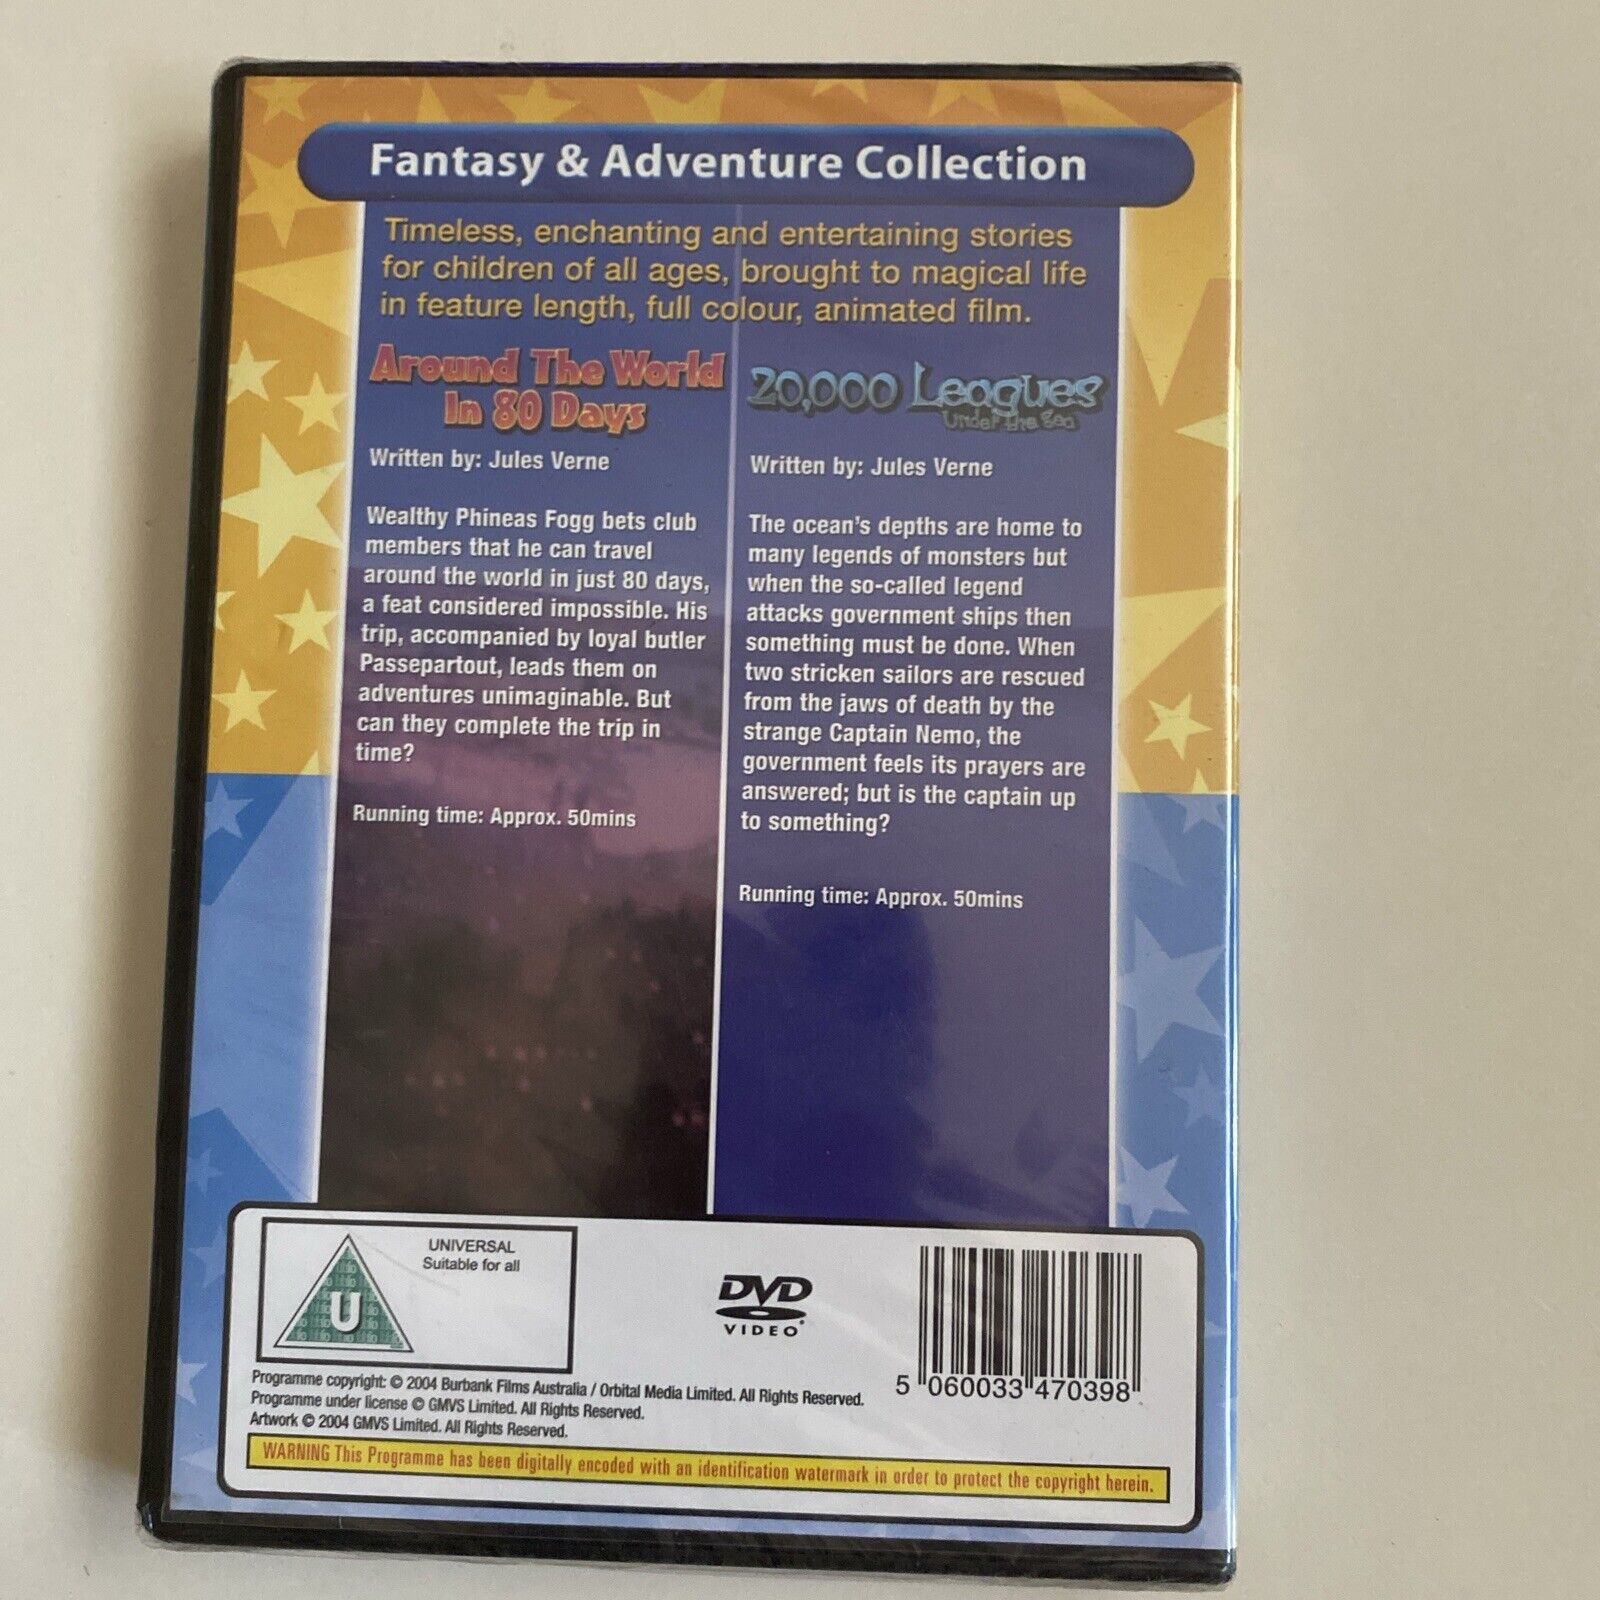 Fantasy & Adventure Collection
Timeless, enchanting and entertaining stories
for children of all ages, brought to magical life
in feature length, full colour, animated film.
Around The World
In 80 Days
Written by: Jules Verne
Wealthy Phineas Fogg bets club
members that he can travel
around the world in just 80 days,
a feat considered impossible. His
trip, accompanied by loyal butler
Passepartout, leads them on
adventures unimaginable. But
can they complete the trip in
time?
Running time: Approx. 50mins
20,000 Leagues
Under the Sea
Written by: Jules Verne
The ocean's depths are home to
many legends of monsters but
when the so-called legend
attacks government ships then
something must be done. When
two stricken sailors are rescued
from the jaws of death by the
strange Captain Nemo, the
government feels its prayers are
answered; but is the captain up
to something?
Running time: Approx. 50mins
U
UNIVERSAL
Suitable for all
DVD
VIDEO
5 060033 470398
Programme copyright: © 2004 Burbank Films Australia / Orbital Media Limited. All Rights Reserved.
Programme under license © GMVS Limited. All Rights Reserved.
Artwork © 2004 GMVS Limited. All Rights Reserved.
WARNING This Programme has been digitally encoded with an identification watermark in order to protect the copyright herein.